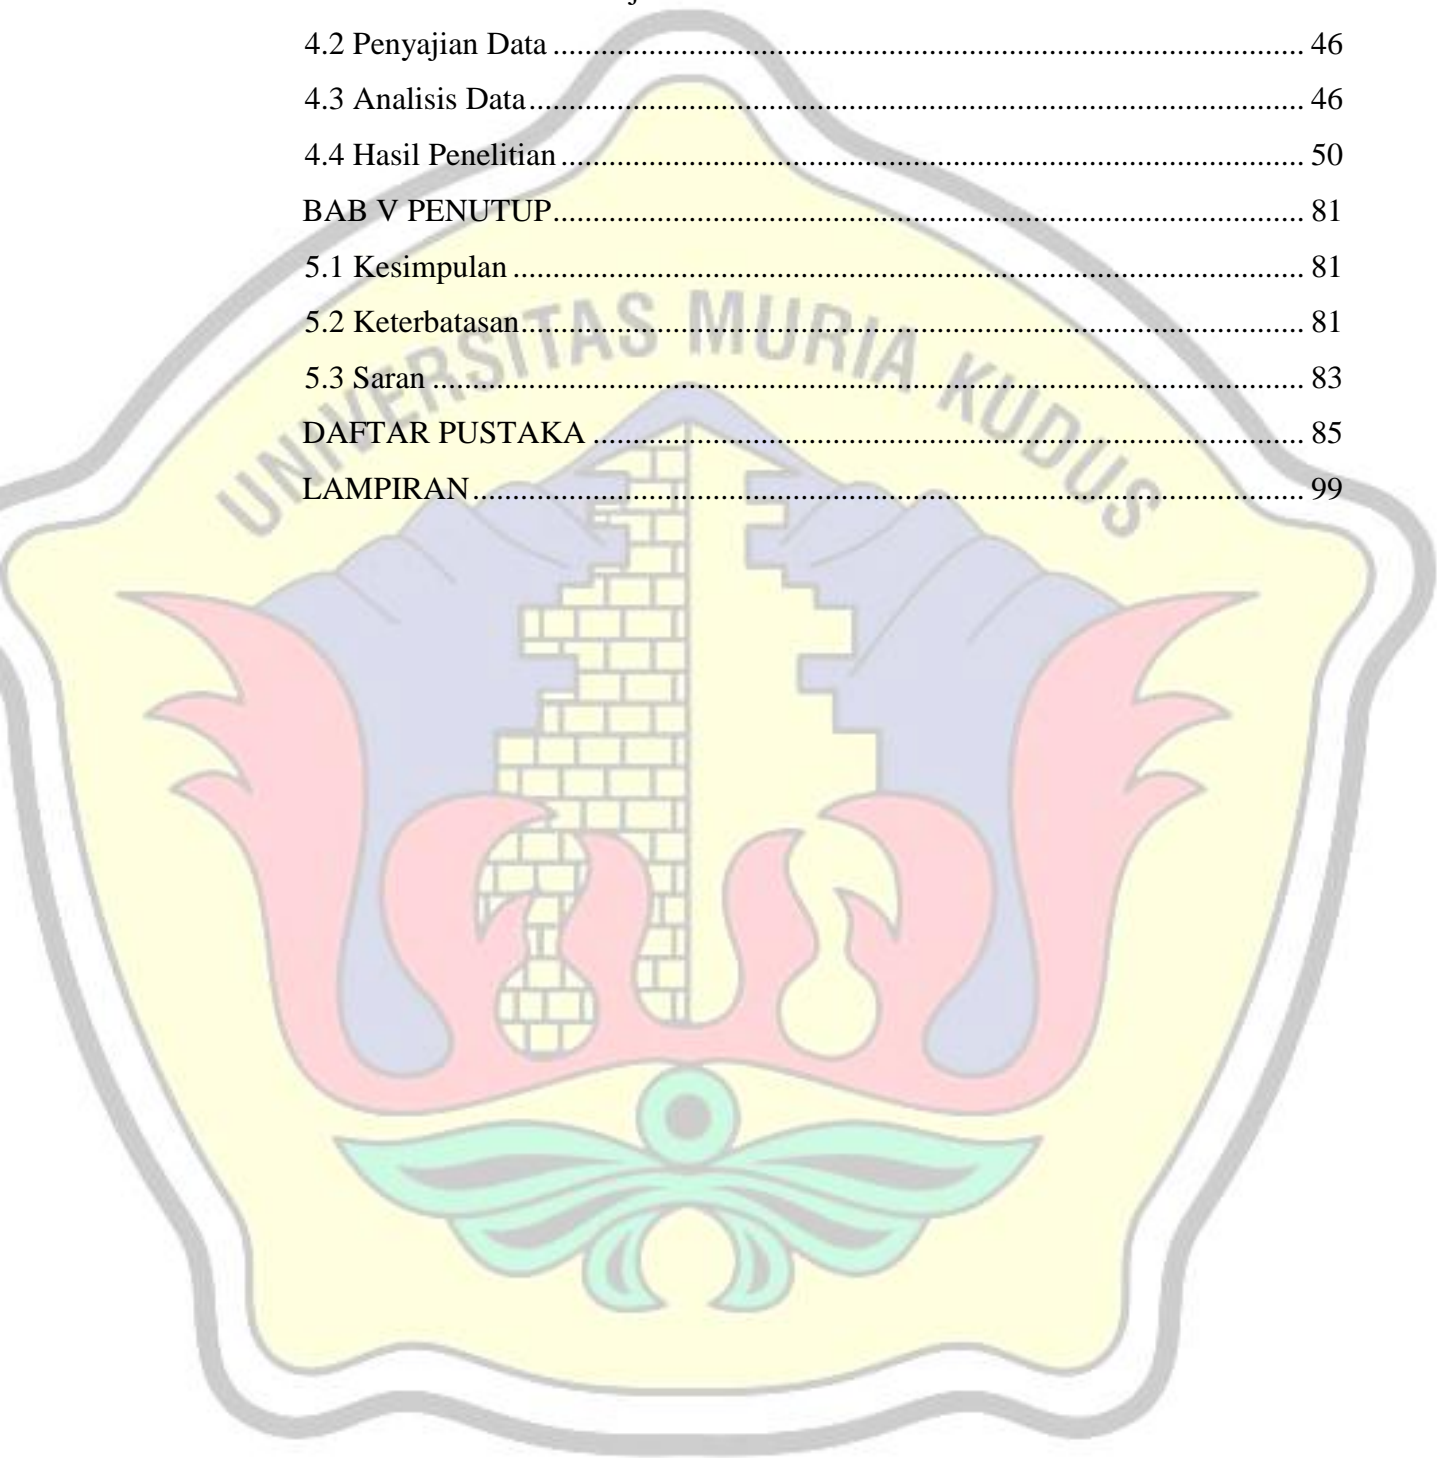 4.2 Penyajian Data ........................................................................................... 46
4.3 Analisis Data .............................................................................................. 46
4.4 Hasil Penelitian .......................................................................................... 50
BAB V PENUTUP ........................................................................................... 81
5.1 Kesimpulan ................................................................................................ 81
5.2 Keterbatasan ............................................................................................... 81
5.3 Saran .......................................................................................................... 83
DAFTAR PUSTAKA ...................................................................................... 85
LAMPIRAN ..................................................................................................... 99
UNIVERSITAS MURIA KUDUS